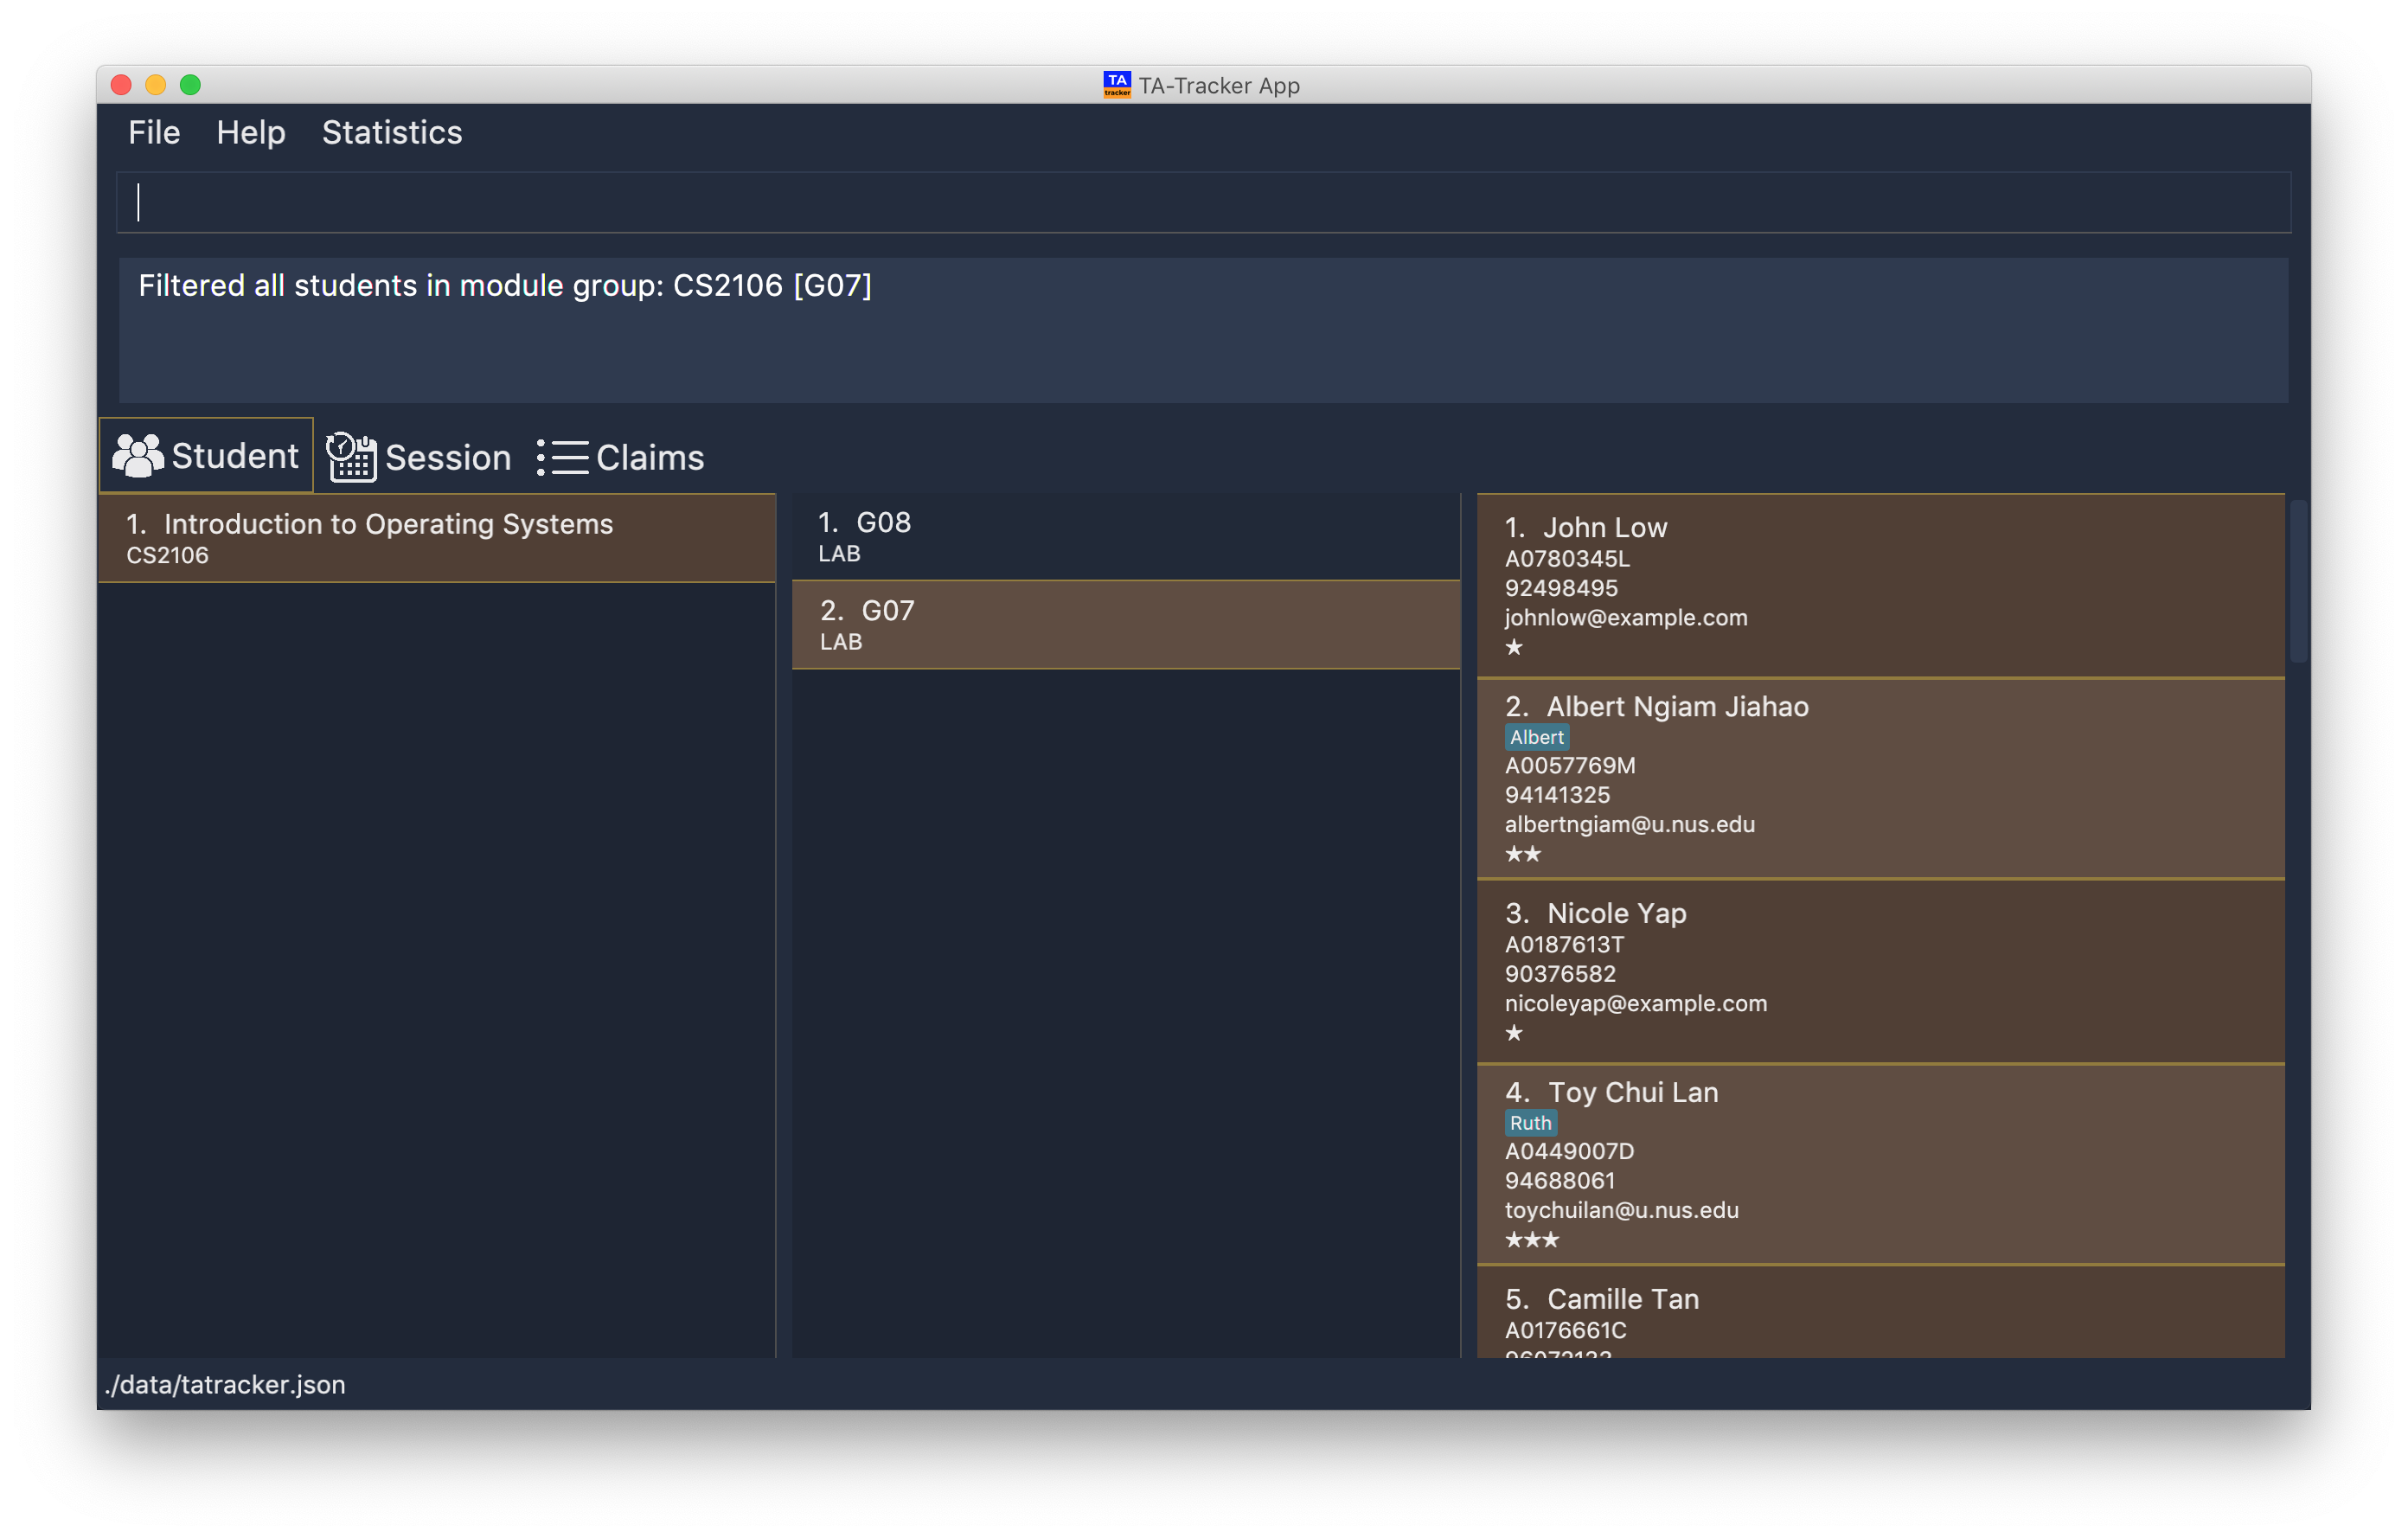 TA
tracker
TA-Tracker App
File Help Statistics
Filtered all students in module group: CS2106 [G07]
Student Session Claims
1. Introduction to Operating Systems
CS2106
1. G08
LAB
2. G07
LAB
1. John Low
A0780345L
92498495
johnlow@example.com
★
2. Albert Ngiam Jiahao
Albert
A0057769M
94141325
albertngiam@u.nus.edu
★★
3. Nicole Yap
A0187613T
90376582
nicoleyap@example.com
★
4. Toy Chui Lan
Ruth
A0449007D
94688061
toychuilan@u.nus.edu
★★★
5. Camille Tan
A0176661C
./data/tatracker.json